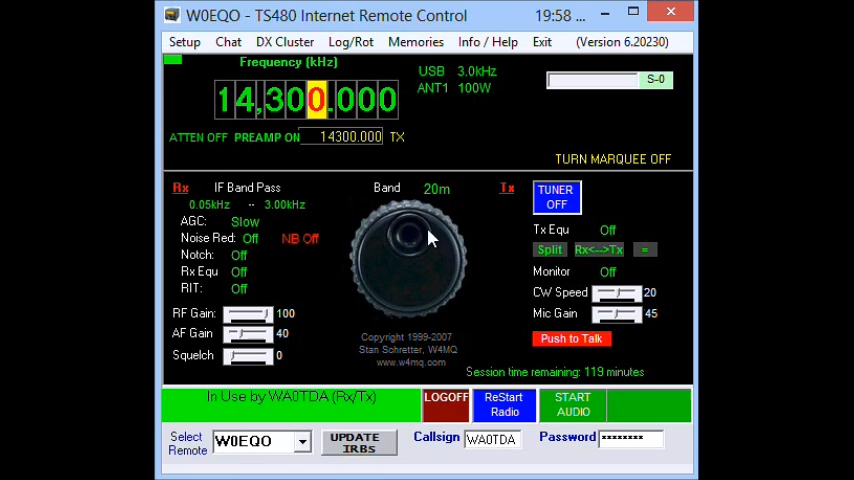 W0EQO - TS480 Internet Remote Control 19:58 ...
Setup Chat DX Cluster Log/Rot Memories Info / Help Exit (Version 6.20230)
Frequency (kHz)
14,300.000
USB 3.0kHz
ANT1 100W
S-0
ATTEN OFF PREAMP ON 14300.000 TX
TURN MARQUEE OFF
Rx IF Band Pass
0.05kHz -- 3.00kHz
AGC: Slow
Noise Red: Off NB Off
Notch: Off
Rx Equ Off
RIT: Off
RF Gain: 100
AF Gain 40
Squelch 0
Band 20m
Copyright 1999-2007
Stan Schretter, W4MQ
www.w4mq.com
Tx TUNER
OFF
Tx Equ Off
Split Rx<-->Tx =
Monitor Off
CW Speed 20
Mic Gain 45
Push to Talk
Session time remaining: 119 minutes
In Use by WA0TDA (Rx/Tx)
LOGOFF
ReStart
Radio
START
AUDIO
Select
Remote
W0EQO
UPDATE
IRBS
Callsign WA0TDA Password ********